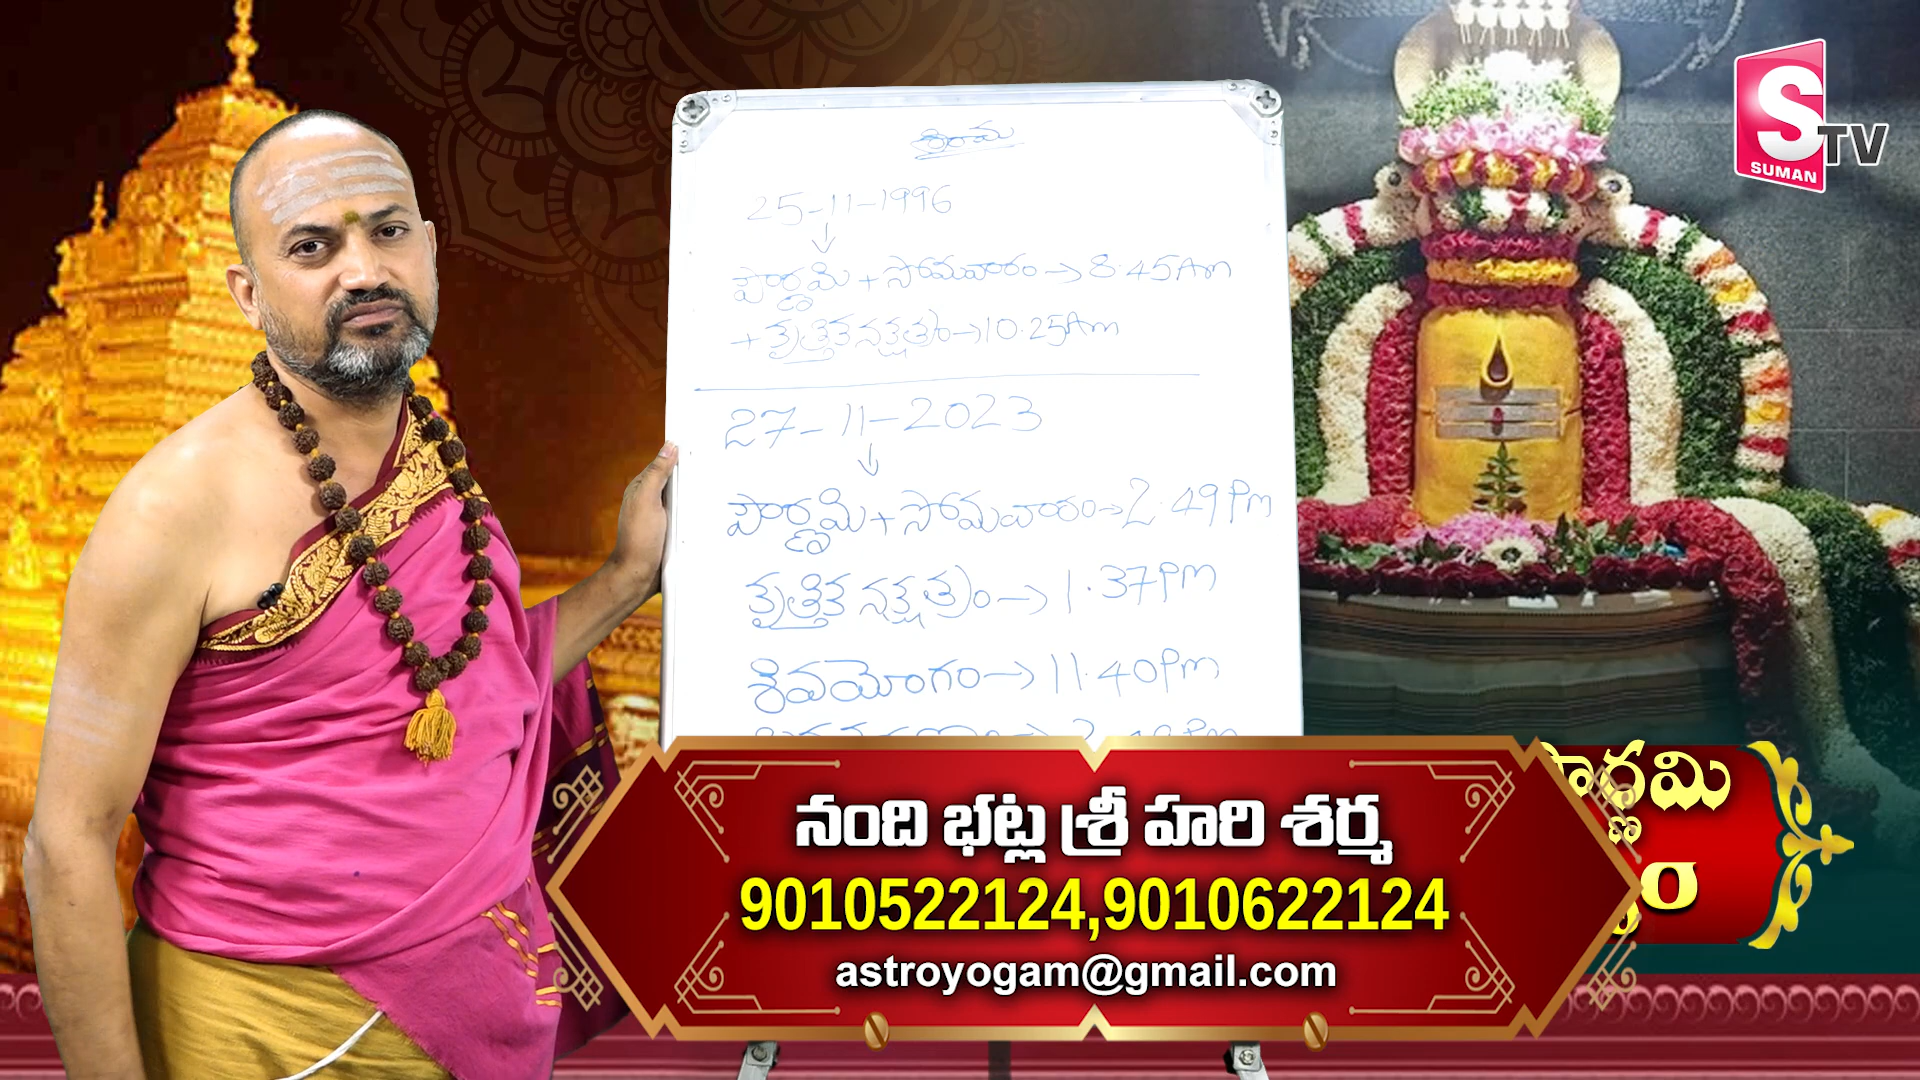 S
SUMAN TV
శ్రీరామ
25-11-1996
పౌర్ణమి + సోమవారం → 8.45Am
+ కృత్తికనక్షత్రం → 10.25Am
27-11-2023
పౌర్ణమి + సోమవారం → 2.49Pm
కృత్తిక నక్షత్రం → 1.37Pm
శివయోగం → 11.40Pm
నంది భట్ల శ్రీ హరి శర్మ
9010522124,9010622124
astroyogam@gmail.com